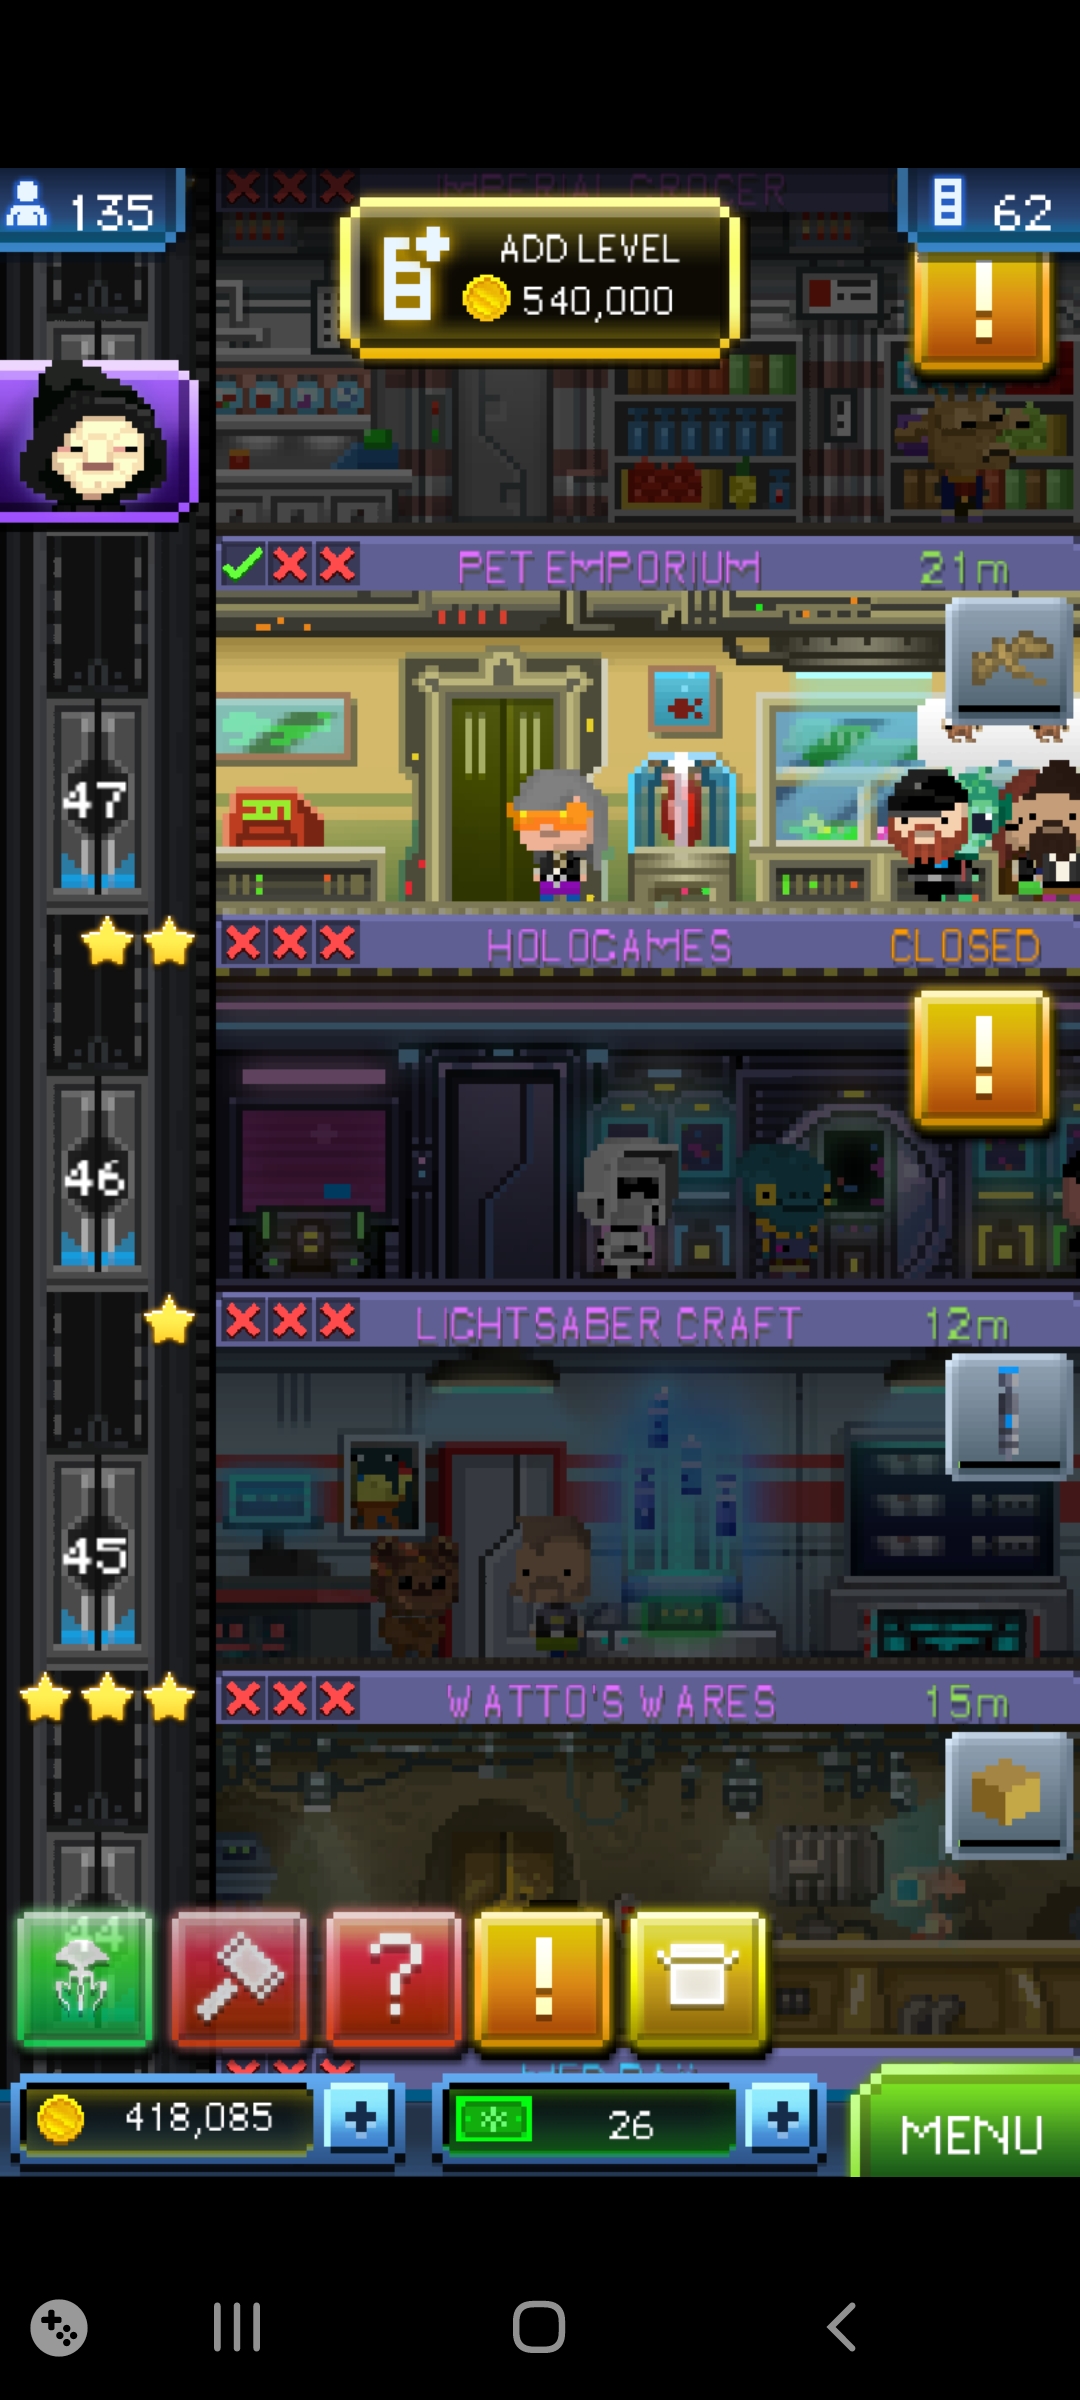 IMPERIAL GROCER
135
62
ADD LEVEL
540,000
!
PET EMPORIUM 21m
47
HOLOGAMES CLOSED
!
46
LIGHTSABER CRAFT 12m
45
WATTO'S WARES 15m
44
? !
418,085 + 26 + MENU